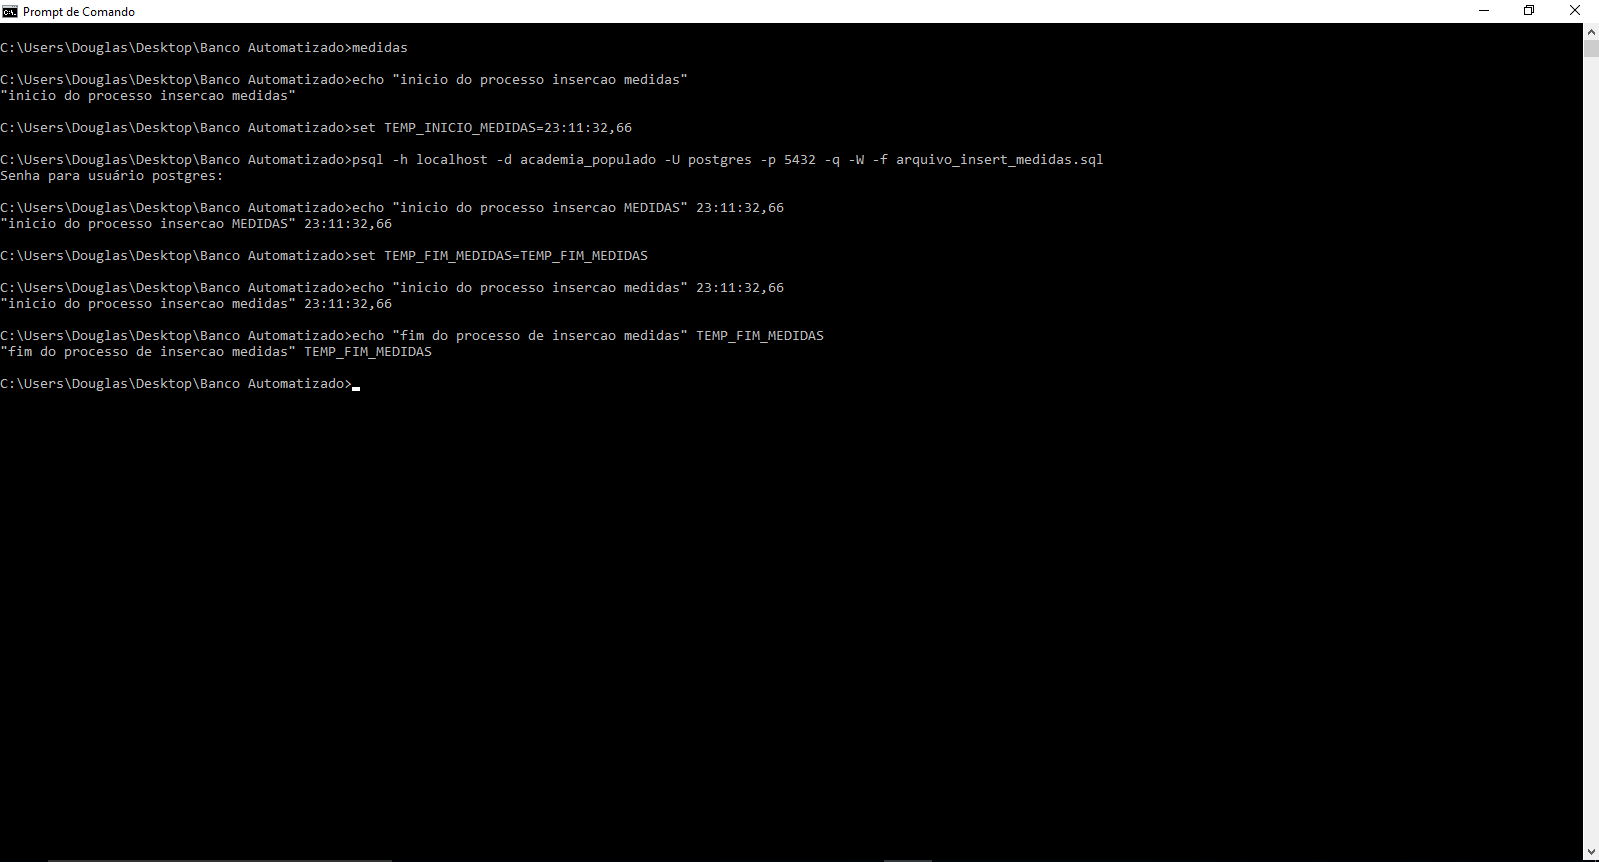 Prompt de Comando
C:\Users\Douglas\Desktop\Banco Automatizado>medidas
C:\Users\Douglas\Desktop\Banco Automatizado>echo "inicio do processo insercao medidas"
"inicio do processo insercao medidas"
C:\Users\Douglas\Desktop\Banco Automatizado>set TEMP_INICIO_MEDIDAS=23:11:32,66
C:\Users\Douglas\Desktop\Banco Automatizado>psql -h localhost -d academia_populado -U postgres -p 5432 -q -W -f arquivo_insert_medidas.sql
Senha para usuário postgres:
C:\Users\Douglas\Desktop\Banco Automatizado>echo "inicio do processo insercao MEDIDAS" 23:11:32,66
"inicio do processo insercao MEDIDAS" 23:11:32,66
C:\Users\Douglas\Desktop\Banco Automatizado>set TEMP_FIM_MEDIDAS=TEMP_FIM_MEDIDAS
C:\Users\Douglas\Desktop\Banco Automatizado>echo "inicio do processo insercao medidas" 23:11:32,66
"inicio do processo insercao medidas" 23:11:32,66
C:\Users\Douglas\Desktop\Banco Automatizado>echo "fim do processo de insercao medidas" TEMP_FIM_MEDIDAS
"fim do processo de insercao medidas" TEMP_FIM_MEDIDAS
C:\Users\Douglas\Desktop\Banco Automatizado>